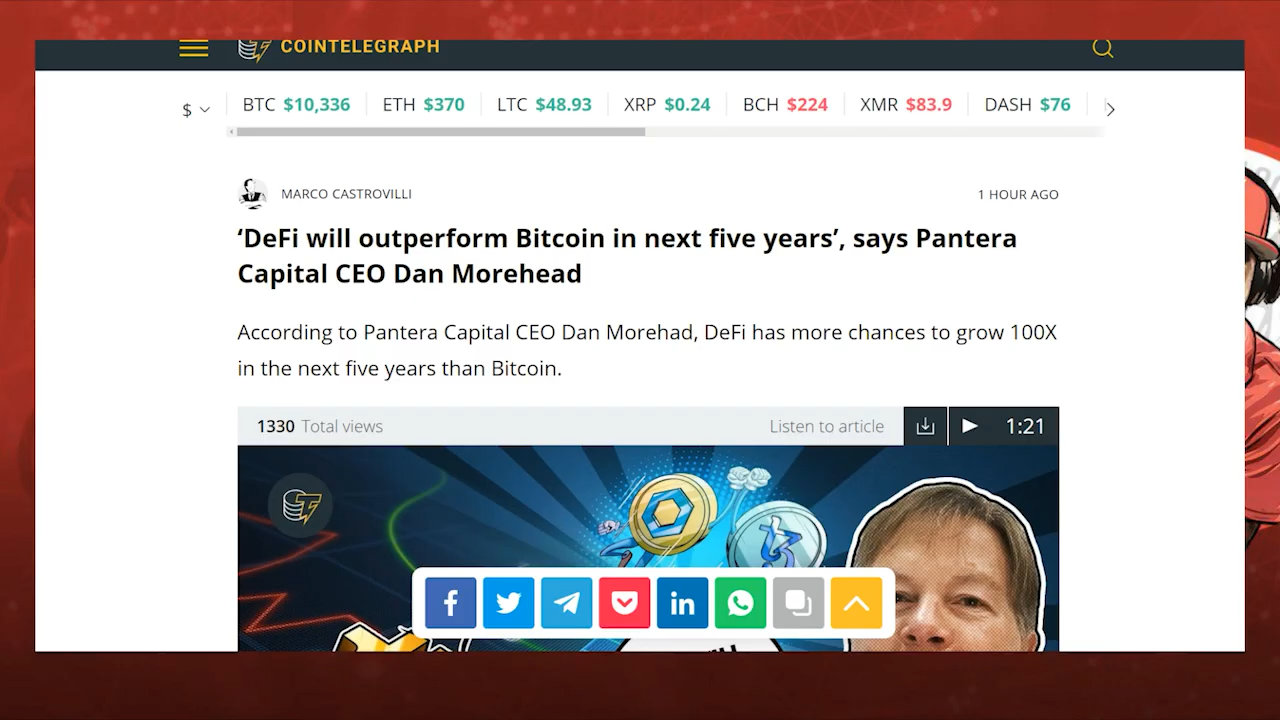 COINTELEGRAPH
$ BTC $10,336 ETH $370 LTC $48.93 XRP $0.24 BCH $224 XMR $83.9 DASH $76
MARCO CASTROVILLI 1 HOUR AGO
‘DeFi will outperform Bitcoin in next five years’, says Pantera
Capital CEO Dan Morehead
According to Pantera Capital CEO Dan Morehad, DeFi has more chances to grow 100X
in the next five years than Bitcoin.
1330 Total views Listen to article 1:21